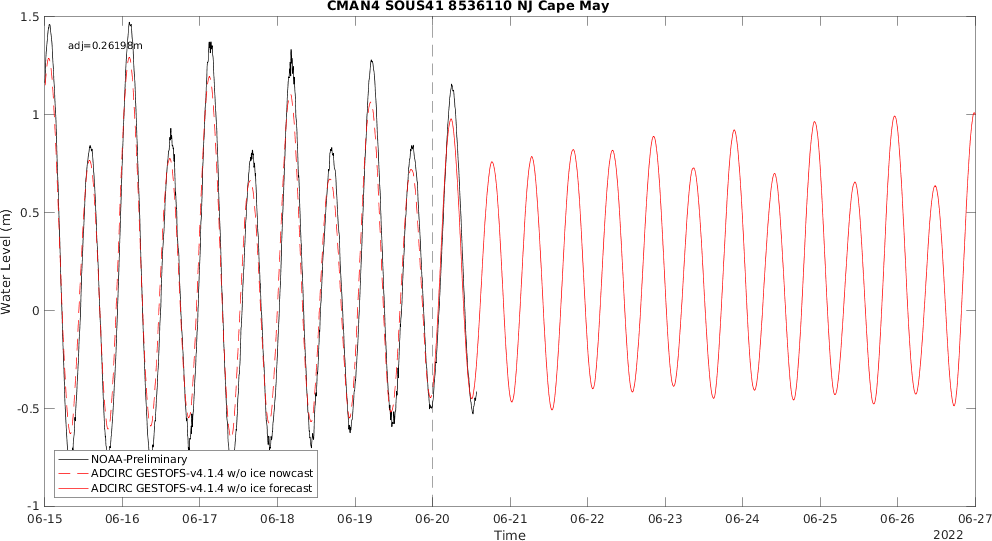 CMAN4 SOUS41 8536110 NJ Cape May
adj=0.26198m
1.5
1
0.5
0
-0.5
-1
Water Level (m)
NOAA-Preliminary
ADCIRC GESTOFS-v4.1.4 w/o ice nowcast
ADCIRC GESTOFS-v4.1.4 w/o ice forecast
06-15 06-16 06-17 06-18 06-19 06-20 06-21 06-22 06-23 06-24 06-25 06-26 06-27
Time
2022